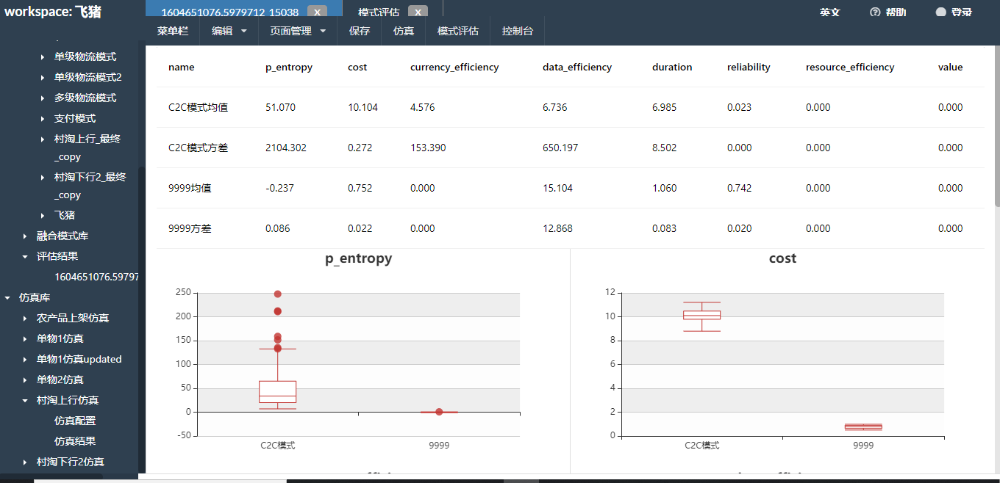 workspace: 飞猪
1604651076.5979712_15038 x 模式评估 x 英文 帮助 登录
菜单栏 编辑 页面管理 保存 仿真 模式评估 控制台
单级物流模式
单级物流模式2
多级物流模式
支付模式
村淘上行_最终
_copy
村淘下行2_最终
_copy
飞猪
融合模式库
评估结果
1604651076.59797
仿真库
农产品上架仿真
单物1仿真
单物1仿真updated
单物2仿真
村淘上行仿真
仿真配置
仿真结果
村淘下行2仿真
name p_entropy cost currency_efficiency data_efficiency duration reliability resource_efficiency value
C2C模式均值 51.070 10.104 4.576 6.736 6.985 0.023 0.000 0.000
C2C模式方差 2104.302 0.272 153.390 650.197 8.502 0.000 0.000 0.000
9999均值 -0.237 0.752 0.000 15.104 1.060 0.742 0.000 0.000
9999方差 0.086 0.022 0.000 12.868 0.083 0.020 0.000 0.000
p_entropy
250
200
150
100
50
0
-50
C2C模式 9999
cost
12
10
8
6
4
2
0
C2C模式 9999